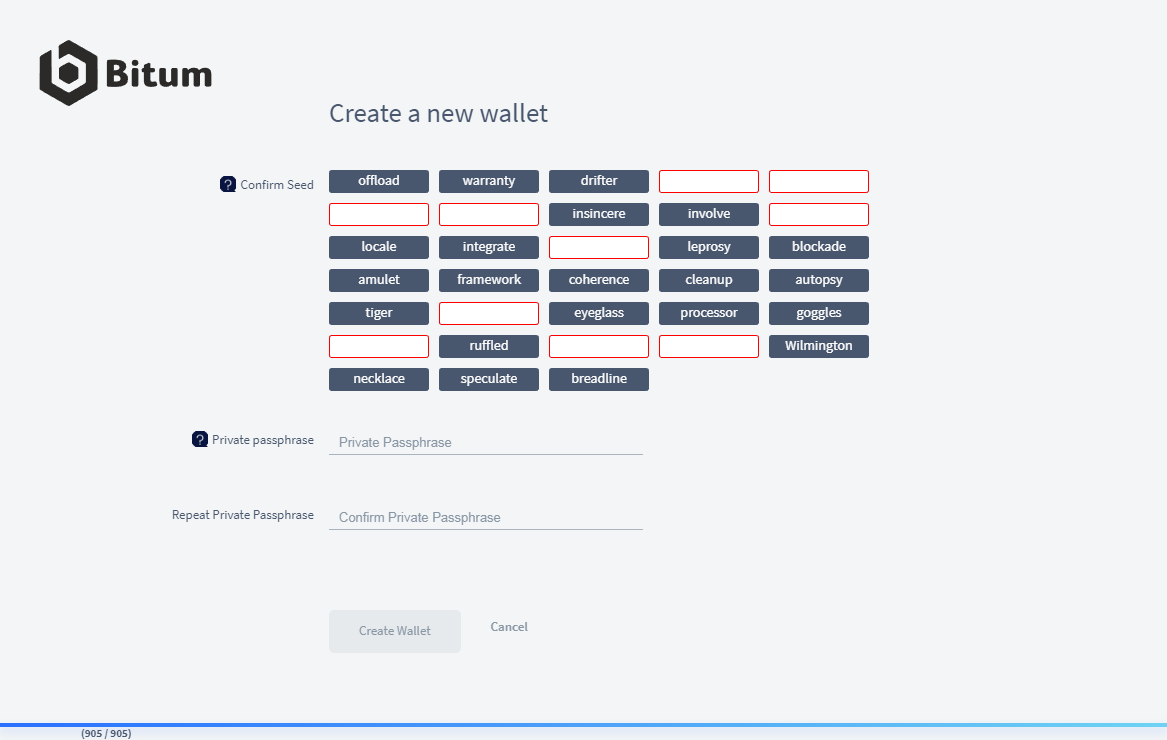 Bitum
Create a new wallet
? Confirm Seed
offload warranty drifter
insincere involve
locale integrate leprosy blockade
amulet framework coherence cleanup autopsy
tiger eyeglass processor goggles
ruffled Wilmington
necklace speculate breadline
? Private passphrase Private Passphrase
Repeat Private Passphrase Confirm Private Passphrase
Create Wallet Cancel
(905 / 905)